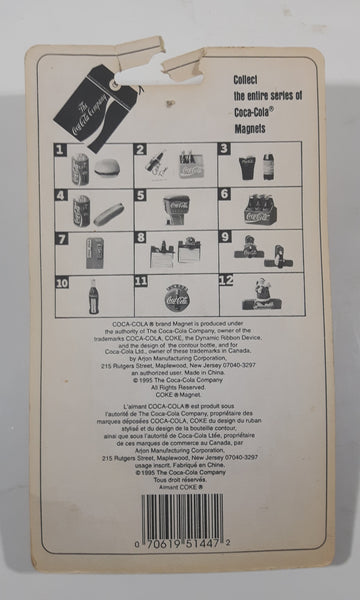 The
Coca-Cola Company
Collect
the entire series of
Coca-Cola®
Magnets
1 2 3
4 5 6
7 8 9
10 11 12
COCA-COLA® brand Magnet is produced under
the authority of The Coca-Cola Company, owner of the
trademarks COCA-COLA, COKE, the Dynamic Ribbon Device,
and the design of the contour bottle, and for
Coca-Cola Ltd., owner of these trademarks in Canada,
by Arjon Manufacturing Corporation,
215 Rutgers Street, Maplewood, New Jersey 07040-3297
an authorized user. Made in China.
© 1995 The Coca-Cola Company
All Rights Reserved.
COKE® Magnet.
L'aimant COCA-COLA® est produit sous
l'autorité de The Coca-Cola Company, propriétaire des
marques déposées COCA-COLA, COKE du design du ruban
stylisé et du design de la bouteille contour,
ainsi que sous l'autorité de Coca-Cola Ltée, propriétaire
de ces marques de commerce au Canada, par
Arjon Manufacturing Corporation,
215 Rutgers Street, Maplewood, New Jersey 07040-3297
usage inscrit. Fabriqué en Chine.
© 1995 The Coca-Cola Company
Tous droit réservés.
Aimant COKE®
0 70619 51447 2